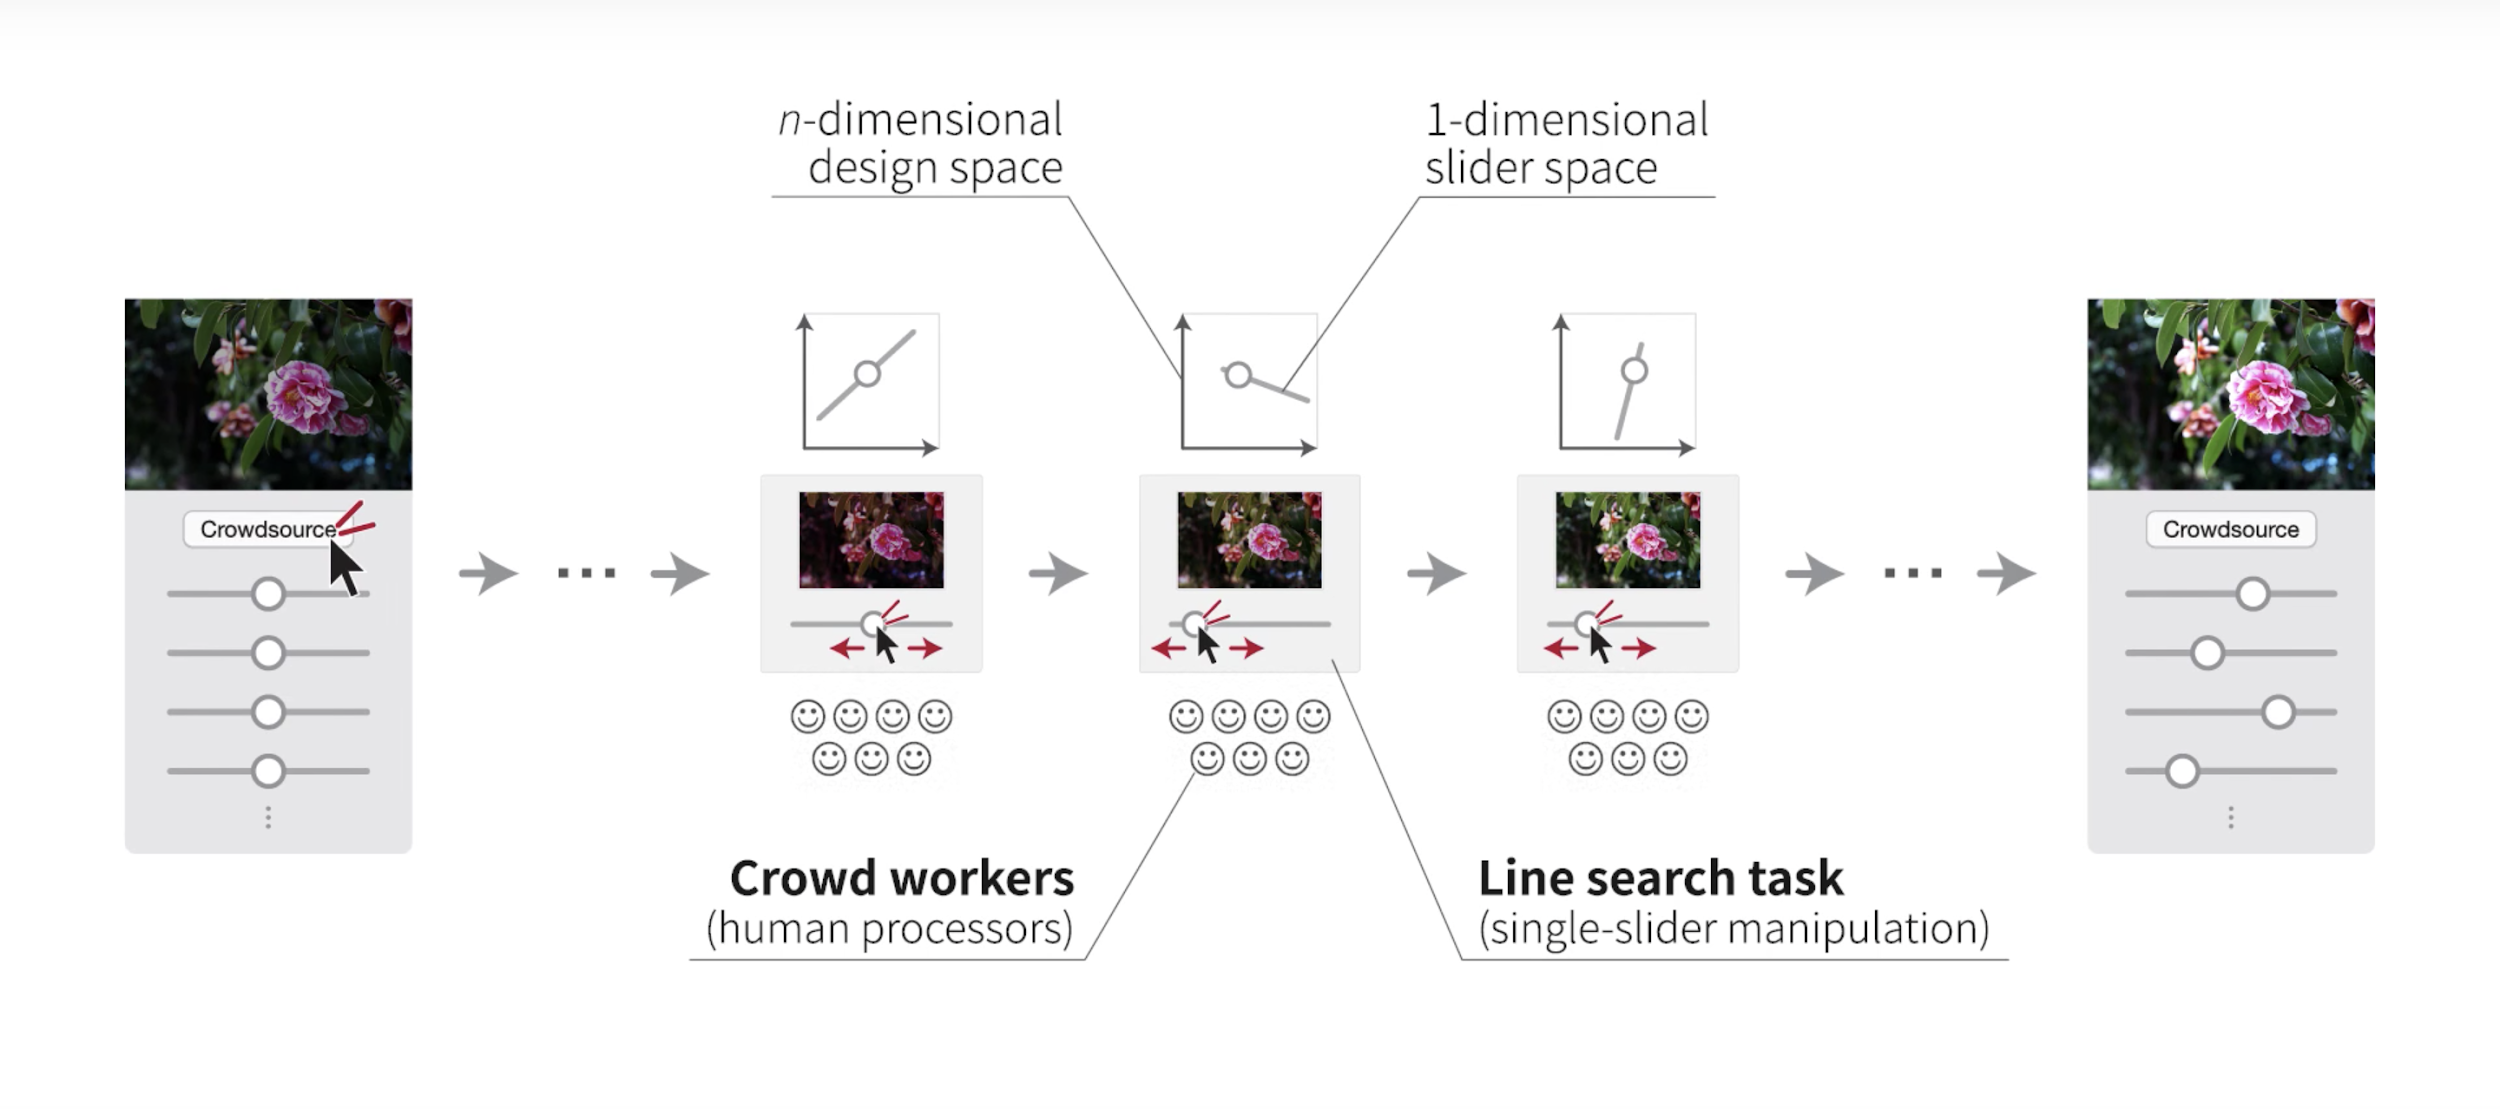 n-dimensional
design space
1-dimensional
slider space
Crowdsource
Crowdsource
Crowd workers
(human processors)
Line search task
(single-slider manipulation)